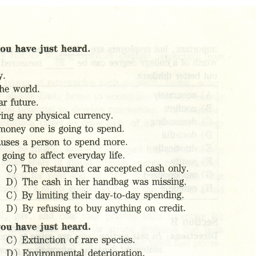 ou have just heard.
y.
he world.
ar future.
ing any physical currency.
money one is going to spend.
uses a person to spend more.
going to affect everyday life.
C) The restaurant car accepted cash only.
D) The cash in her handbag was missing.
C) By limiting their day-to-day spending.
D) By refusing to buy anything on credit.
ou have just heard.
C) Extinction of rare species.
D) Environmental deterioration.